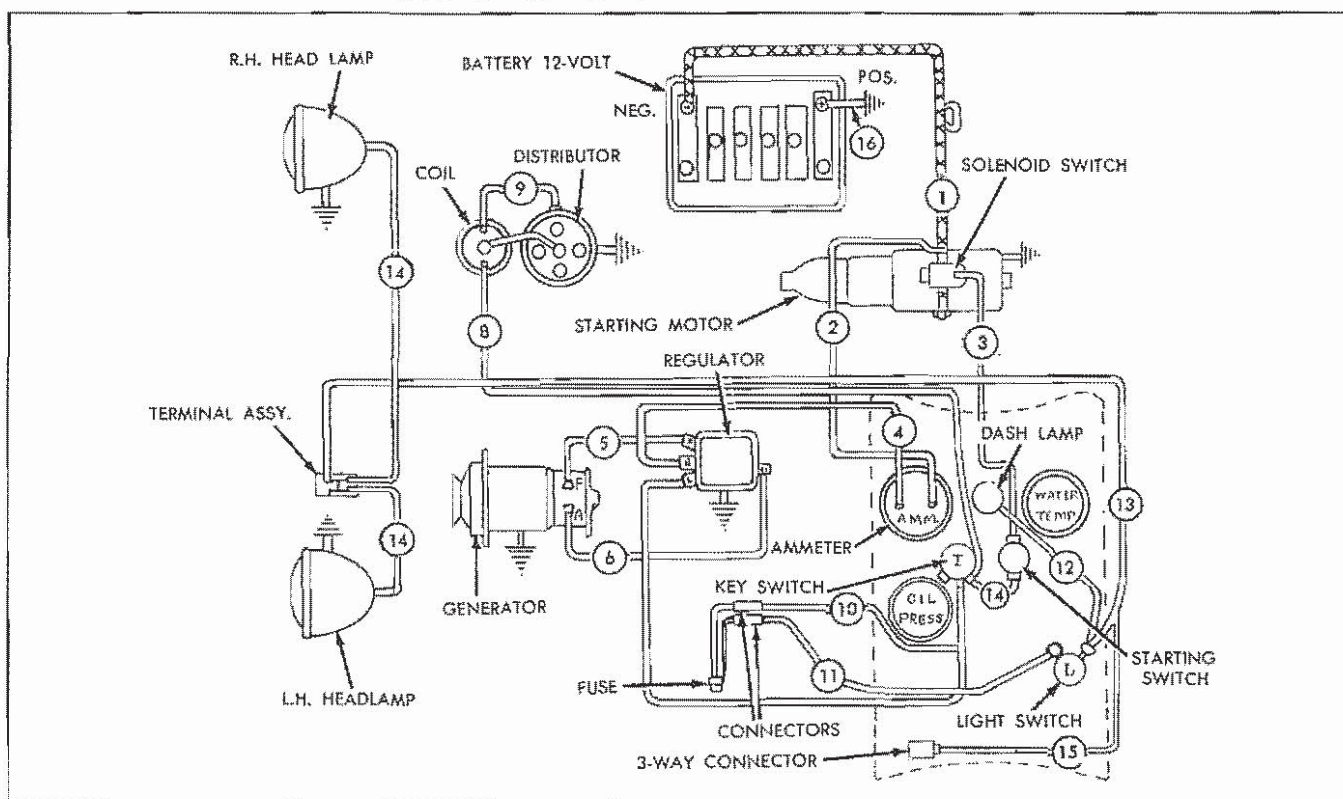 R.H. HEAD LAMP
BATTERY 12-VOLT
POS.
NEG.
16
SOLENOID SWITCH
DISTRIBUTOR
COIL
9
1
14
STARTING MOTOR
8
2
3
REGULATOR
TERMINAL ASSY.
4
DASH LAMP
5
F
A
AMM.
WATER
TEMP
13
14
6
AMMETER
I
12
KEY SWITCH
14
GENERATOR
OIL
PRESS
10
STARTING
SWITCH
11
L
FUSE
L.H. HEADLAMP
LIGHT SWITCH
CONNECTORS
3-WAY CONNECTOR
15